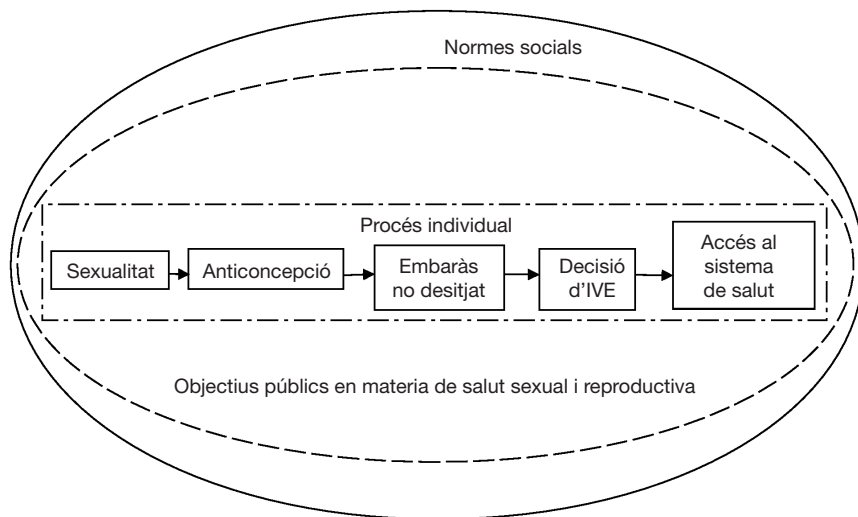 Normes socials
Procés individual
Sexualitat
Anticoncepció
Embaràs
no desitjat
Decisió
d'IVE
Accés al
sistema
de salut
Objectius públics en materia de salut sexual i reproductiva